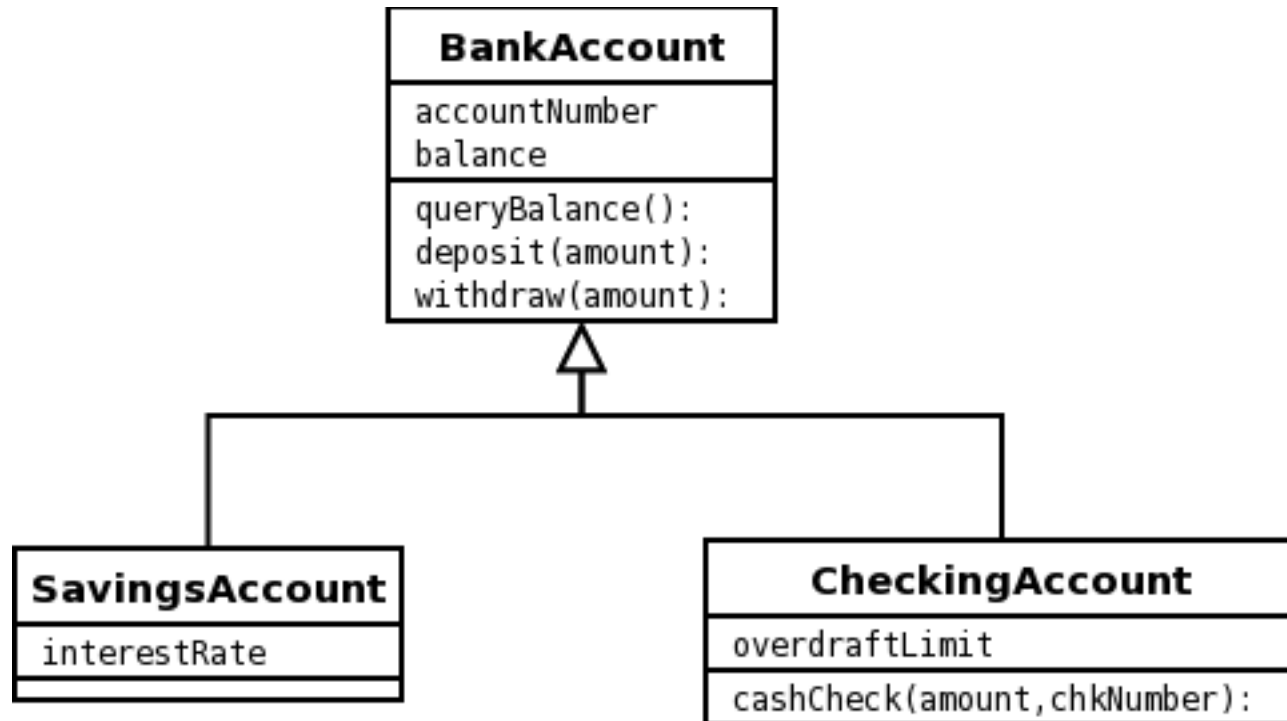 BankAccount
accountNumber
balance
queryBalance():
deposit(amount):
withdraw(amount):
SavingsAccount
interestRate
CheckingAccount
overdraftLimit
cashCheck(amount,chkNumber):